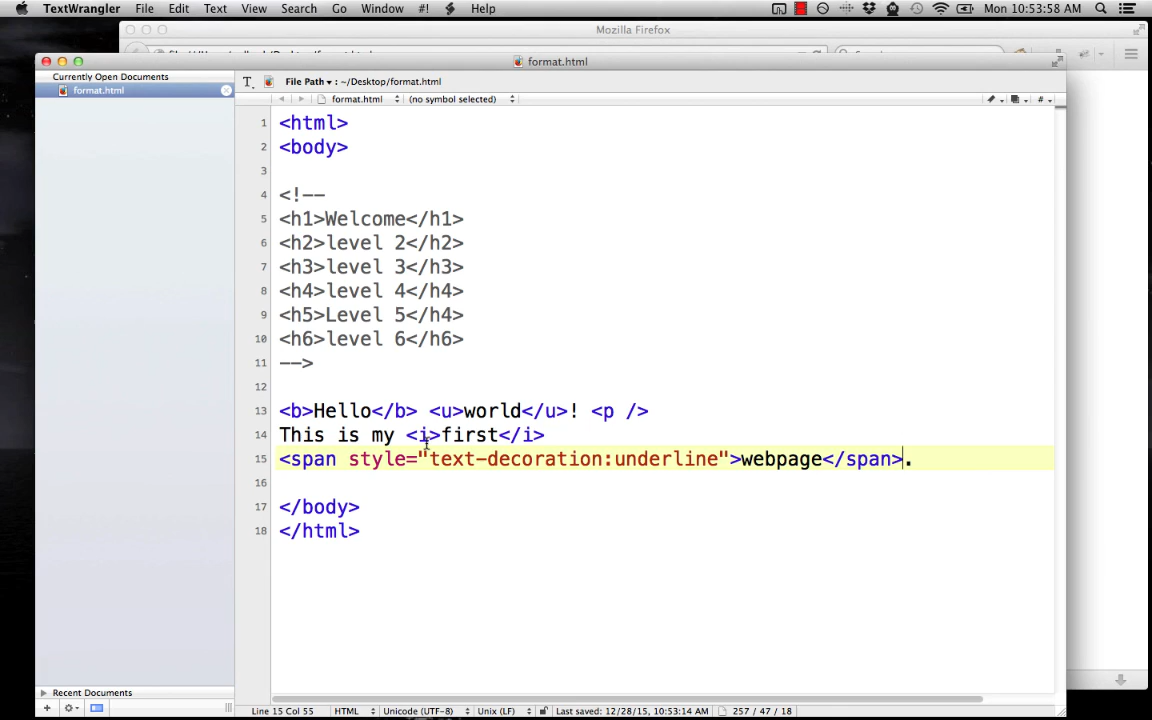 TextWrangler File Edit Text View Search Go Window #! Help Mon 10:53:58 AM
Mozilla Firefox
format.html
Currently Open Documents
format.html
File Path ▾ : ~/Desktop/format.html
format.html (no symbol selected)
1 <html>
2 <body>
3
4 <!--
5 <h1>Welcome</h1>
6 <h2>level 2</h2>
7 <h3>level 3</h3>
8 <h4>level 4</h4>
9 <h5>Level 5</h4>
10 <h6>level 6</h6>
11 -->
12
13 <b>Hello</b> <u>world</u>! <p />
14 This is my <i>first</i>
15 <span style="text-decoration:underline">webpage</span>.
16
17 </body>
18 </html>
Recent Documents
Line 15 Col 55 HTML Unicode (UTF-8) Unix (LF) Last saved: 12/28/15, 10:53:14 AM 257 / 47 / 18